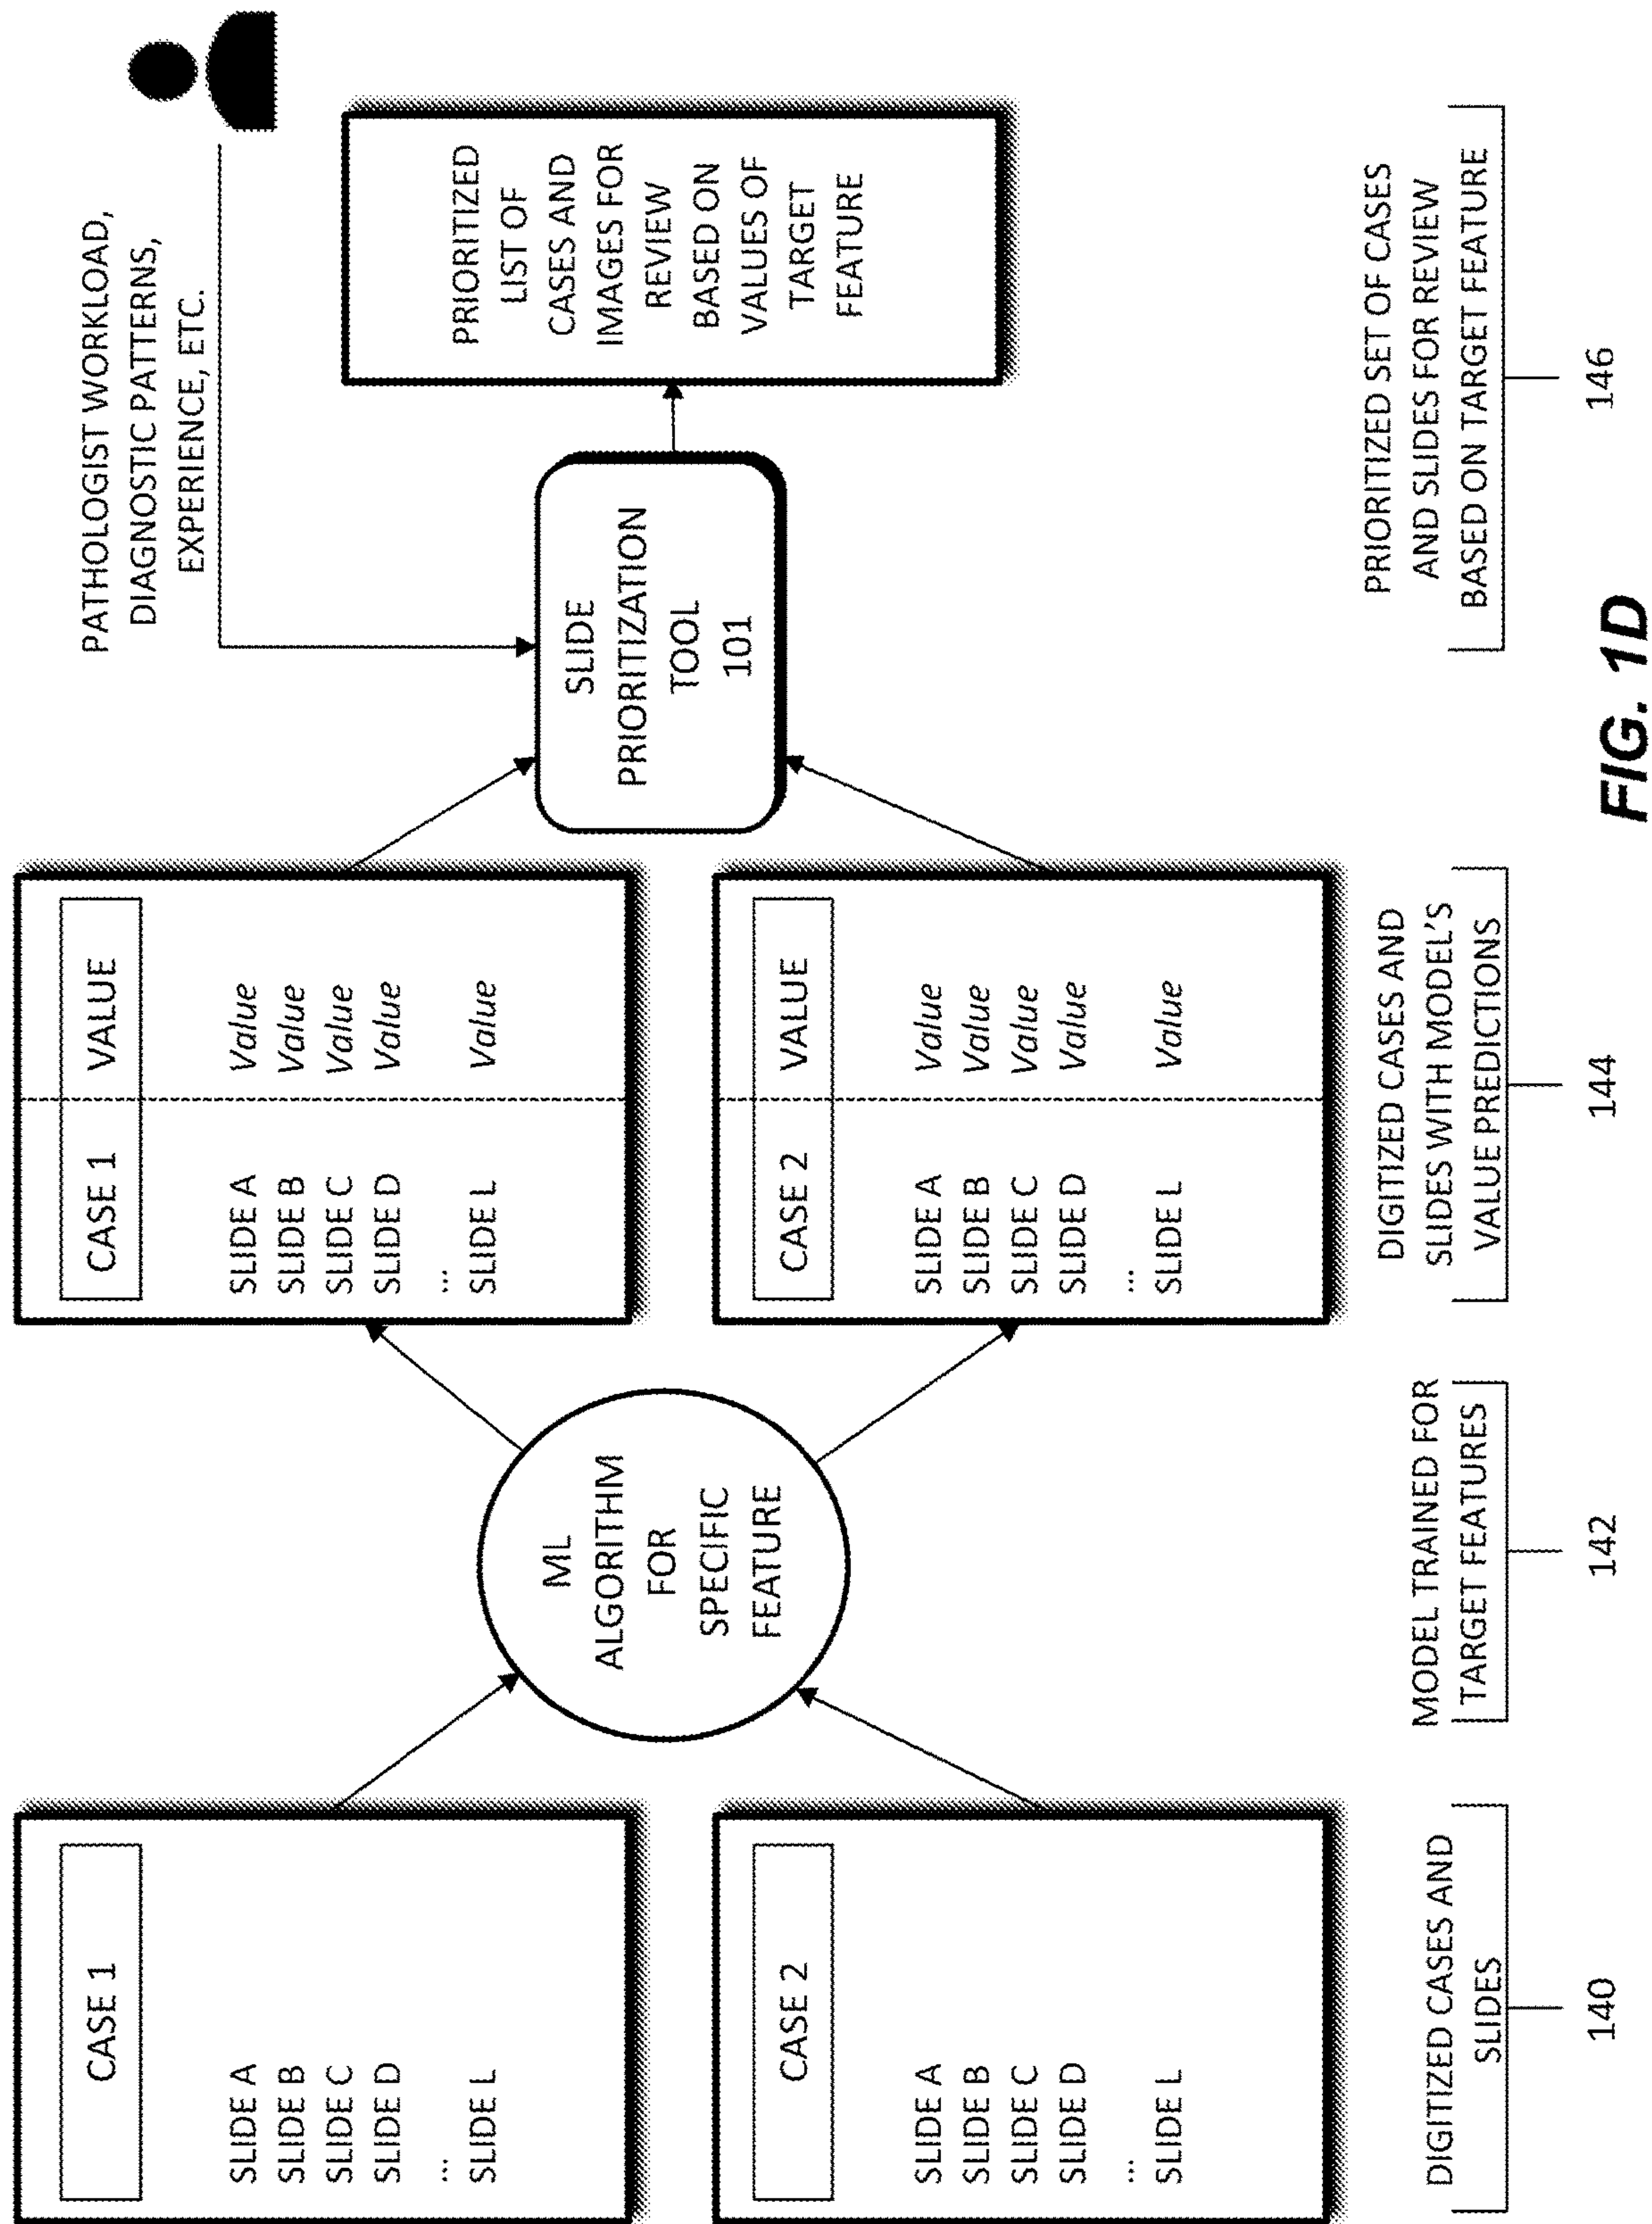 CASE 1
SLIDE A
SLIDE B
SLIDE C
SLIDE D
...
SLIDE L
CASE 2
SLIDE A
SLIDE B
SLIDE C
SLIDE D
...
SLIDE L
DIGITIZED CASES AND
SLIDES
140
ML
ALGORITHM
FOR
SPECIFIC
FEATURE
MODEL TRAINED FOR
TARGET FEATURES
142
CASE 1 VALUE
SLIDE A Value
SLIDE B Value
SLIDE C Value
SLIDE D Value
...
SLIDE L Value
CASE 2 VALUE
SLIDE A Value
SLIDE B Value
SLIDE C Value
SLIDE D Value
...
SLIDE L Value
DIGITIZED CASES AND
SLIDES WITH MODEL'S
VALUE PREDICTIONS
144
PATHOLOGIST WORKLOAD,
DIAGNOSTIC PATTERNS,
EXPERIENCE, ETC.
SLIDE
PRIORITIZATION
TOOL
101
PRIORITIZED
LIST OF
CASES AND
IMAGES FOR
REVIEW
BASED ON
VALUES OF
TARGET
FEATURE
PRIORITIZED SET OF CASES
AND SLIDES FOR REVIEW
BASED ON TARGET FEATURE
146
FIG. 1D